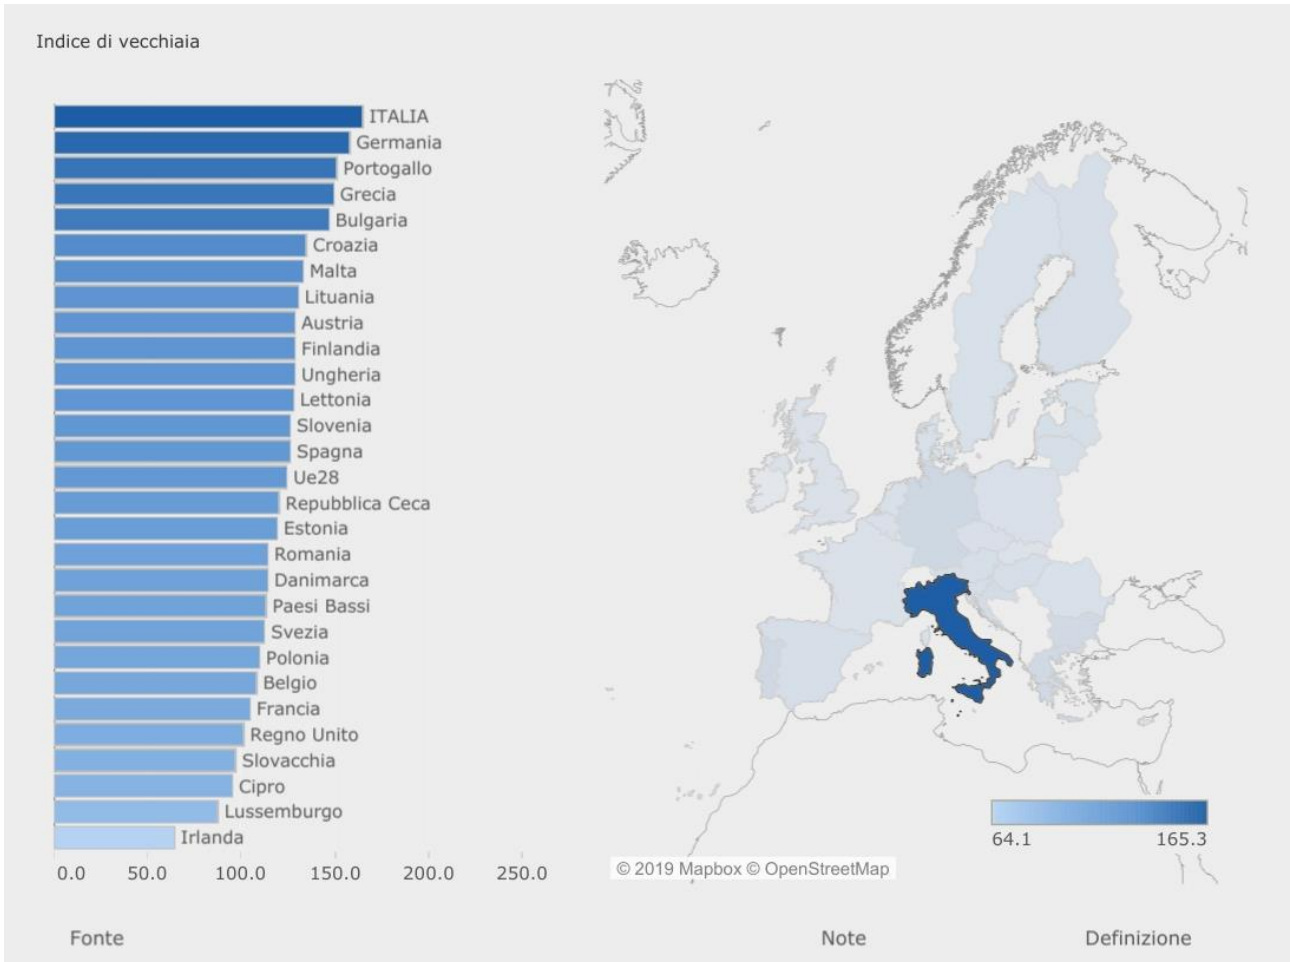 Indice di vecchiaia
ITALIA
Germania
Portogallo
Grecia
Bulgaria
Croazia
Malta
Lituania
Austria
Finlandia
Ungheria
Lettonia
Slovenia
Spagna
Ue28
Repubblica Ceca
Estonia
Romania
Danimarca
Paesi Bassi
Svezia
Polonia
Belgio
Francia
Regno Unito
Slovacchia
Cipro
Lussemburgo
Irlanda
0.0 50.0 100.0 150.0 200.0 250.0
64.1 165.3
© 2019 Mapbox © OpenStreetMap
Fonte Note Definizione